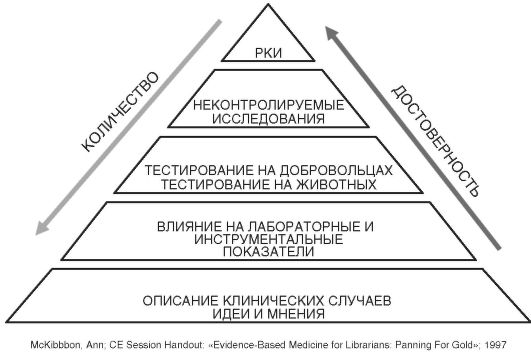 РКИ
НЕКОНТРОЛИРУЕМЫЕ
ИССЛЕДОВАНИЯ
КОЛИЧЕСТВО
ДОСТОВЕРНОСТЬ
ТЕСТИРОВАНИЕ НА ДОБРОВОЛЬЦАХ
ТЕСТИРОВАНИЕ НА ЖИВОТНЫХ
ВЛИЯНИЕ НА ЛАБОРАТОРНЫЕ И
ИНСТРУМЕНТАЛЬНЫЕ
ПОКАЗАТЕЛИ
ОПИСАНИЕ КЛИНИЧЕСКИХ СЛУЧАЕВ
ИДЕИ И МНЕНИЯ
McKibbbon, Ann; CE Session Handout: «Evidence-Based Medicine for Librarians: Panning For Gold»; 1997